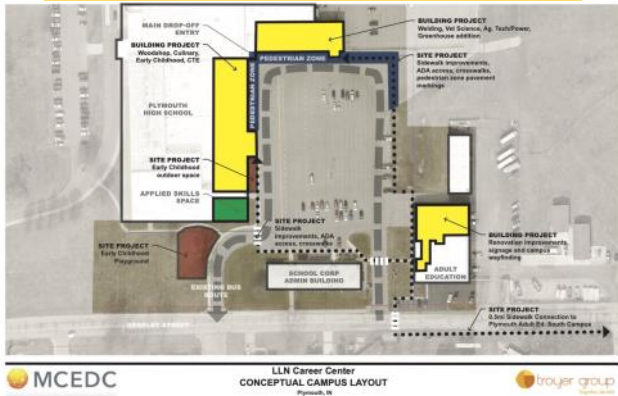 MAIN DROP-OFF
ENTRY
BUILDING PROJECT
Woodshop, Culinary,
Early Childhood, CTE
BUILDING PROJECT
Welding, Vet Science, Ag. Tech/Power,
Greenhouse addition
PEDESTRIAN ZONE
PEDESTRIAN ZONE
SITE PROJECT
Sidewalk improvements,
ADA access, crosswalks,
pedestrian zone pavement
markings
PLYMOUTH
HIGH SCHOOL
SITE PROJECT
Early Childhood
outdoor space
APPLIED SKILLS
SPACE
SITE PROJECT
Sidewalk
improvements, ADA
access, crosswalks
SITE PROJECT
Early Childhood
Playground
BUILDING PROJECT
Renovation improvements,
signage and campus
wayfinding
EXISTING BUS
ROUTE
SCHOOL CORP
ADMIN BUILDING
ADULT
EDUCATION
SITE PROJECT
0.5mi Sidewalk Connection to
Plymouth Adult Ed. South Campus
STREET
MCEDC
LLN Career Center
CONCEPTUAL CAMPUS LAYOUT
Plymouth, IN
troyer group